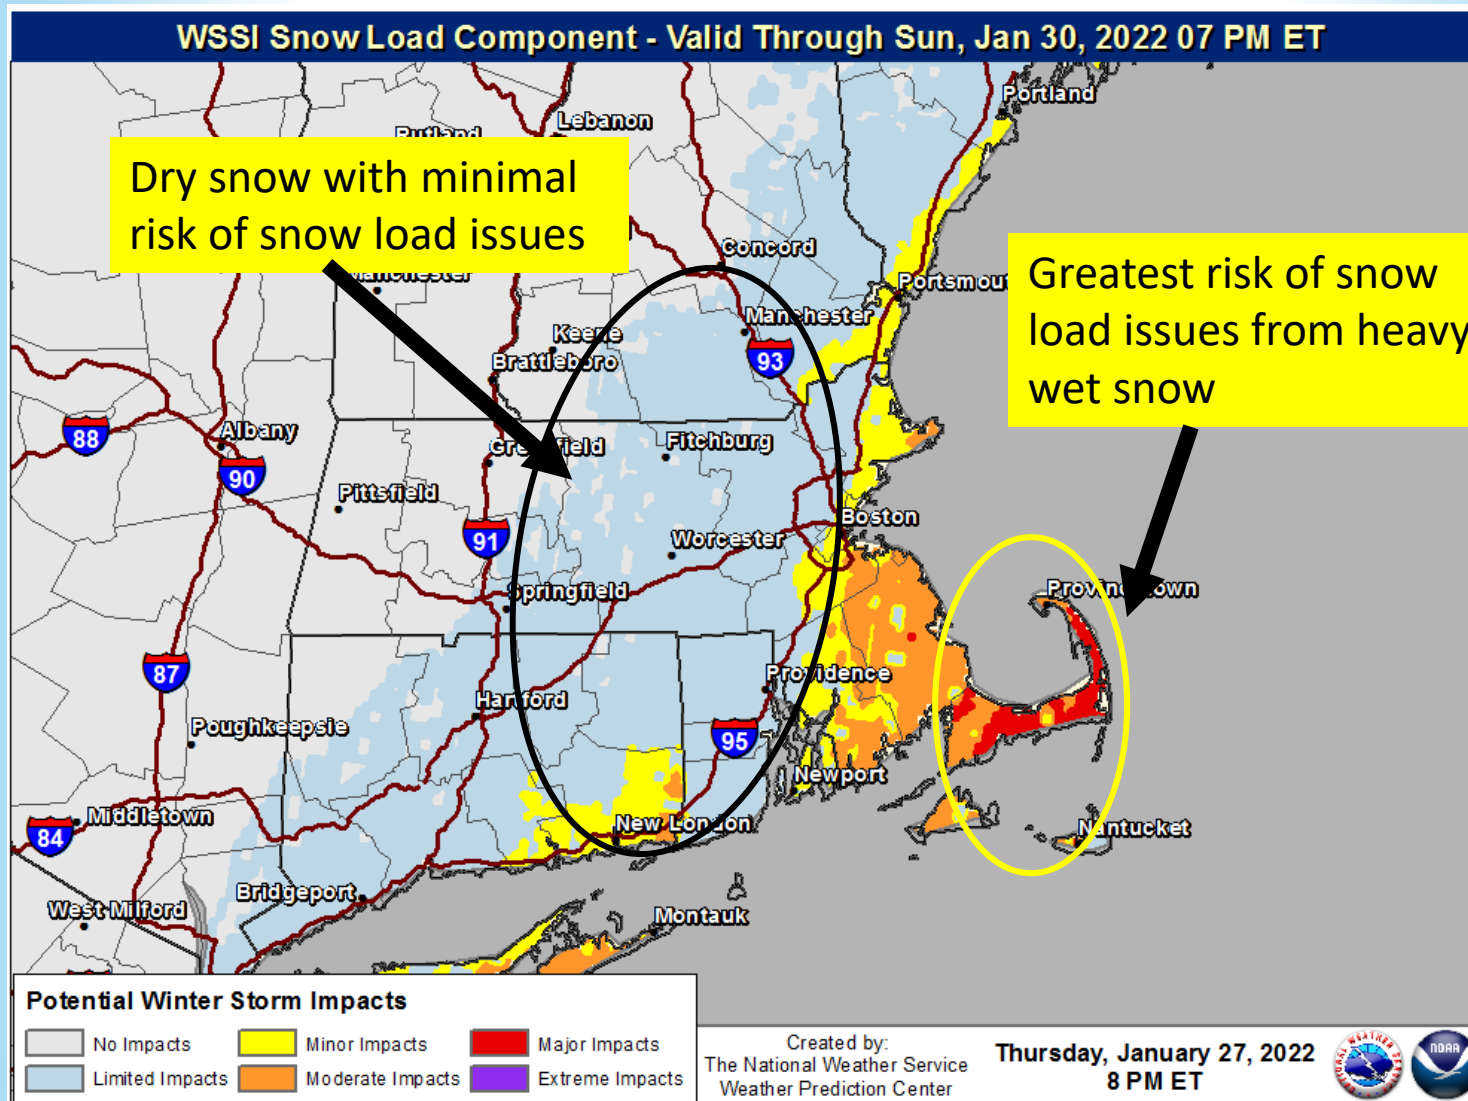 WSSI Snow Load Component - Valid Through Sun, Jan 30, 2022 07 PM ET
Portland
Lebanon
Rutland
Dry snow with minimal
risk of snow load issues
Concord
Greatest risk of snow
load issues from heavy
wet snow
Manchester
Portsmout
Manchester
Keene
Brattleboro
93
88
Albany
Fitchburg
90
Pittsfield
Boston
91
Worcester
Springfield
87
Providence
Hartford
Poughkeepsie
95
Newport
Middletown
84
New London
Nantucket
Bridgeport
West Milford
Montauk
Potential Winter Storm Impacts
No Impacts
Minor Impacts
Major Impacts
Limited Impacts
Moderate Impacts
Extreme Impacts
Created by:
The National Weather Service
Weather Prediction Center
Thursday, January 27, 2022
8 PM ET
NOAA